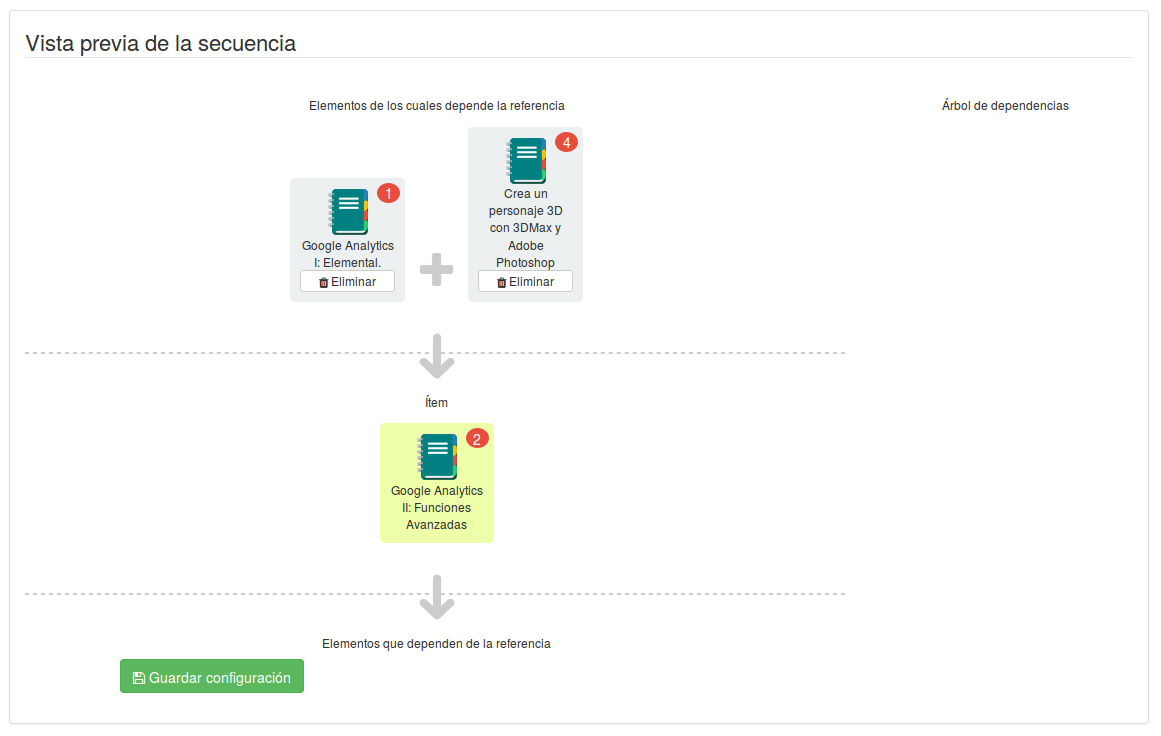 Vista previa de la secuencia
Elementos de los cuales depende la referencia
Árbol de dependencias
1
Google Analytics
I: Elemental.
Eliminar
4
Crea un
personaje 3D
con 3DMax y
Adobe
Photoshop
Eliminar
Ítem
2
Google Analytics
II: Funciones
Avanzadas
Elementos que dependen de la referencia
Guardar configuración